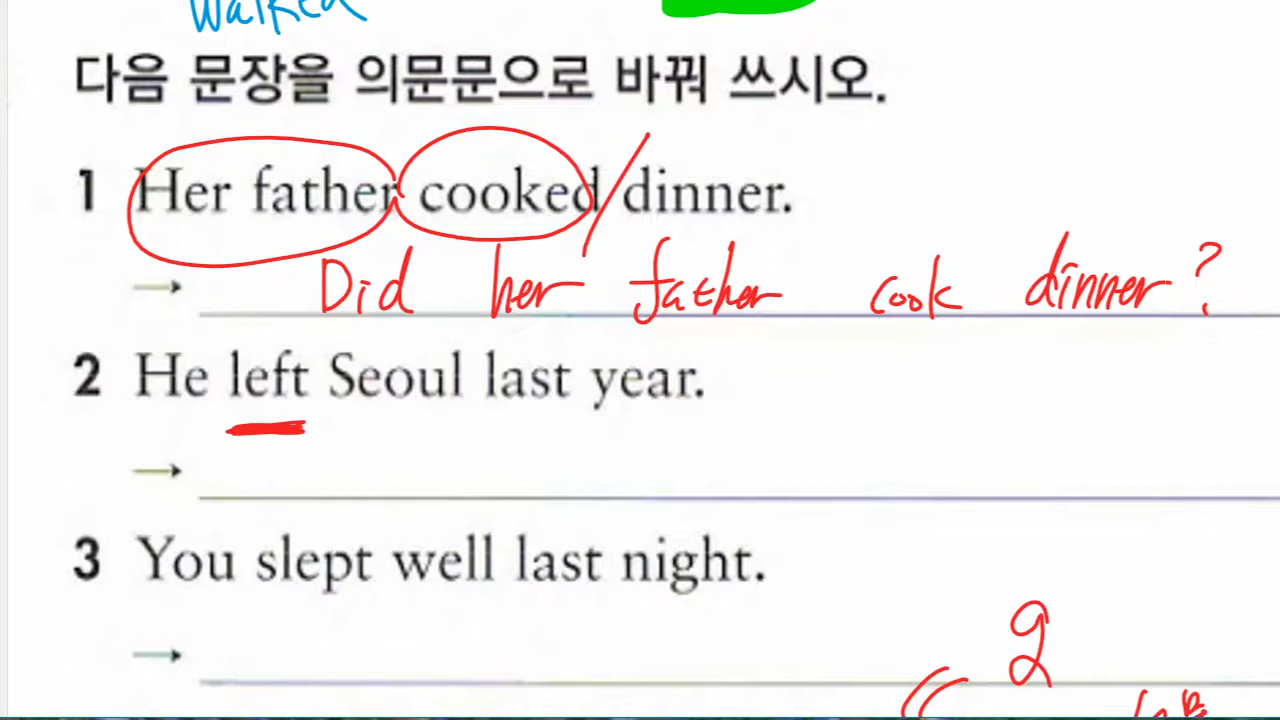 walked
다음 문장을 의문문으로 바꿔 쓰시오.
1 Her father cooked / dinner.
→ Did her father cook dinner?
2 He left Seoul last year.
→
3 You slept well last night.
→